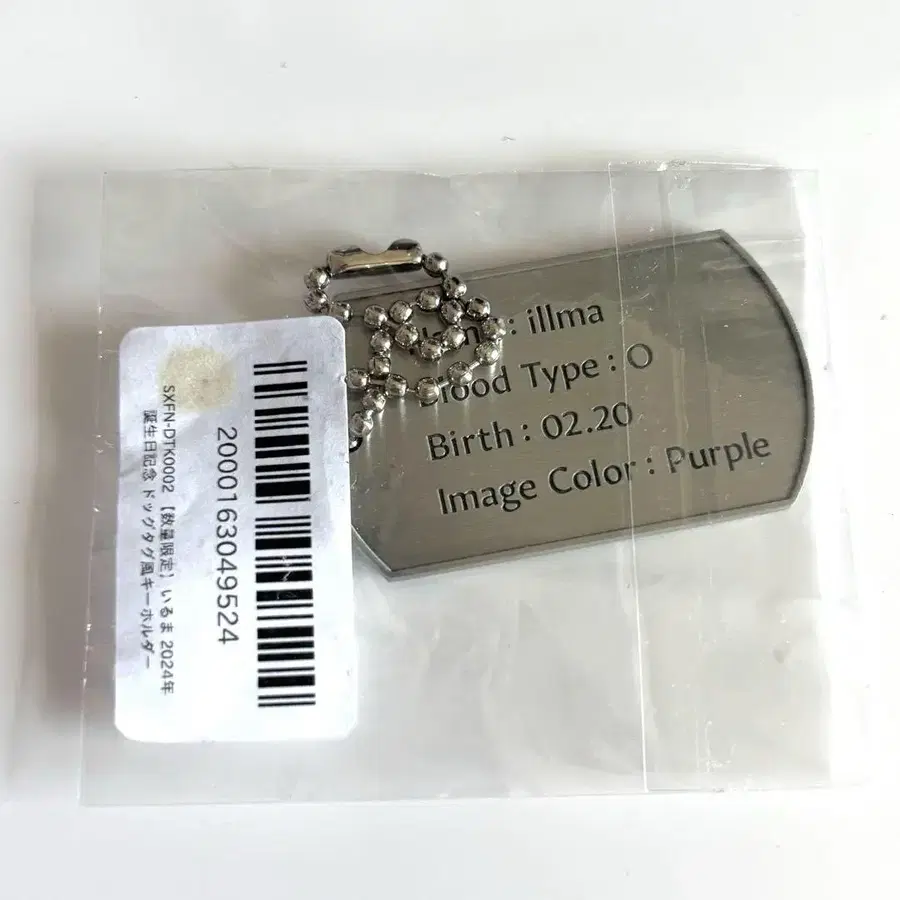 SXFN-DTK0002 【数量限定】いるま 2024年
誕生日記念 ドッグタグ風キーホルダー
2000163049524
Name : illma
Blood Type : O
Birth : 02.20
Image Color : Purple